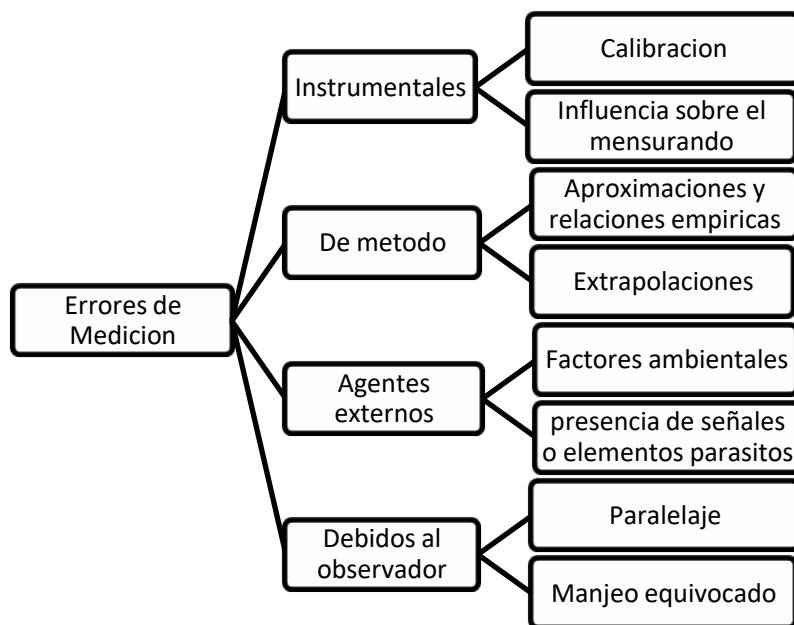 Errores de
Medicion
Instrumentales
Calibracion
Influencia sobre el
mensurando
De metodo
Aproximaciones y
relaciones empiricas
Extrapolaciones
Agentes
externos
Factores ambientales
presencia de señales
o elementos parasitos
Debidos al
observador
Paralelaje
Manjeo equivocado